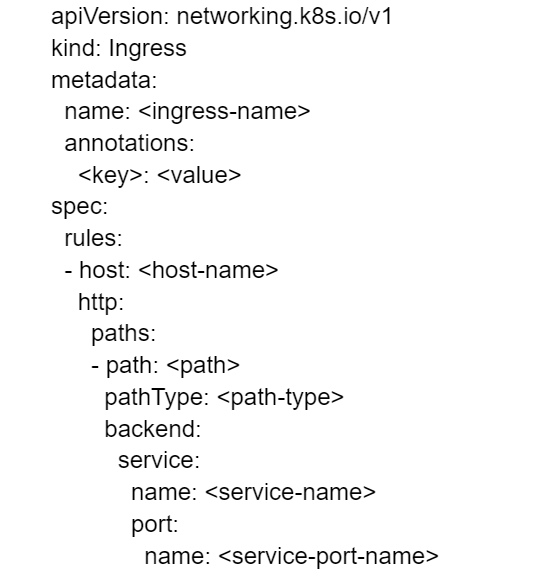 apiVersion: networking.k8s.io/v1
kind: Ingress
metadata:
  name: <ingress-name>
  annotations:
    <key>: <value>
spec:
  rules:
  - host: <host-name>
    http:
      paths:
      - path: <path>
        pathType: <path-type>
        backend:
          service:
            name: <service-name>
            port:
              name: <service-port-name>